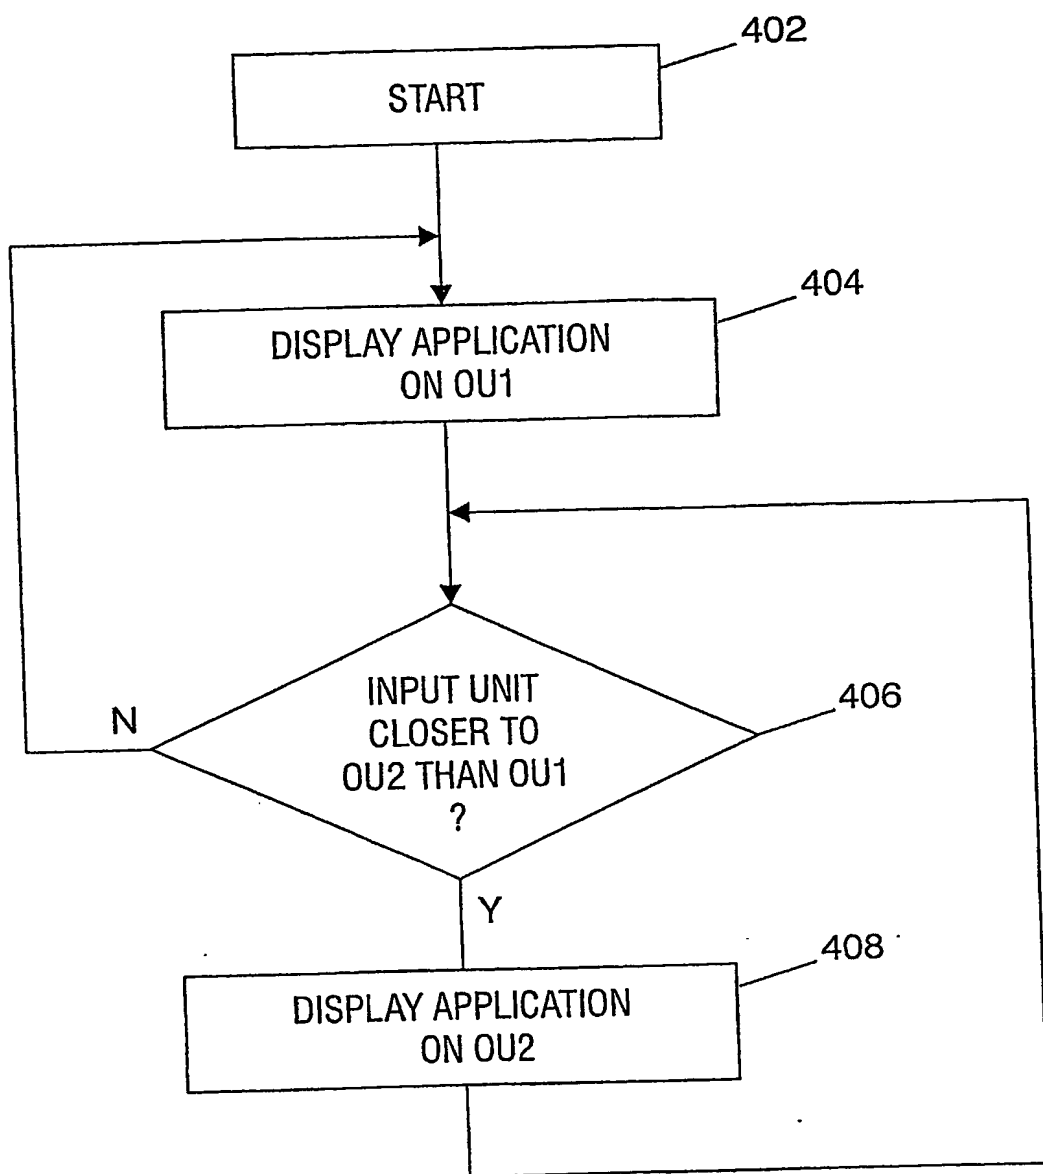 402
START
404
DISPLAY APPLICATION
ON OU1
INPUT UNIT
CLOSER TO
OU2 THAN OU1
?
406
N
Y
408
DISPLAY APPLICATION
ON OU2